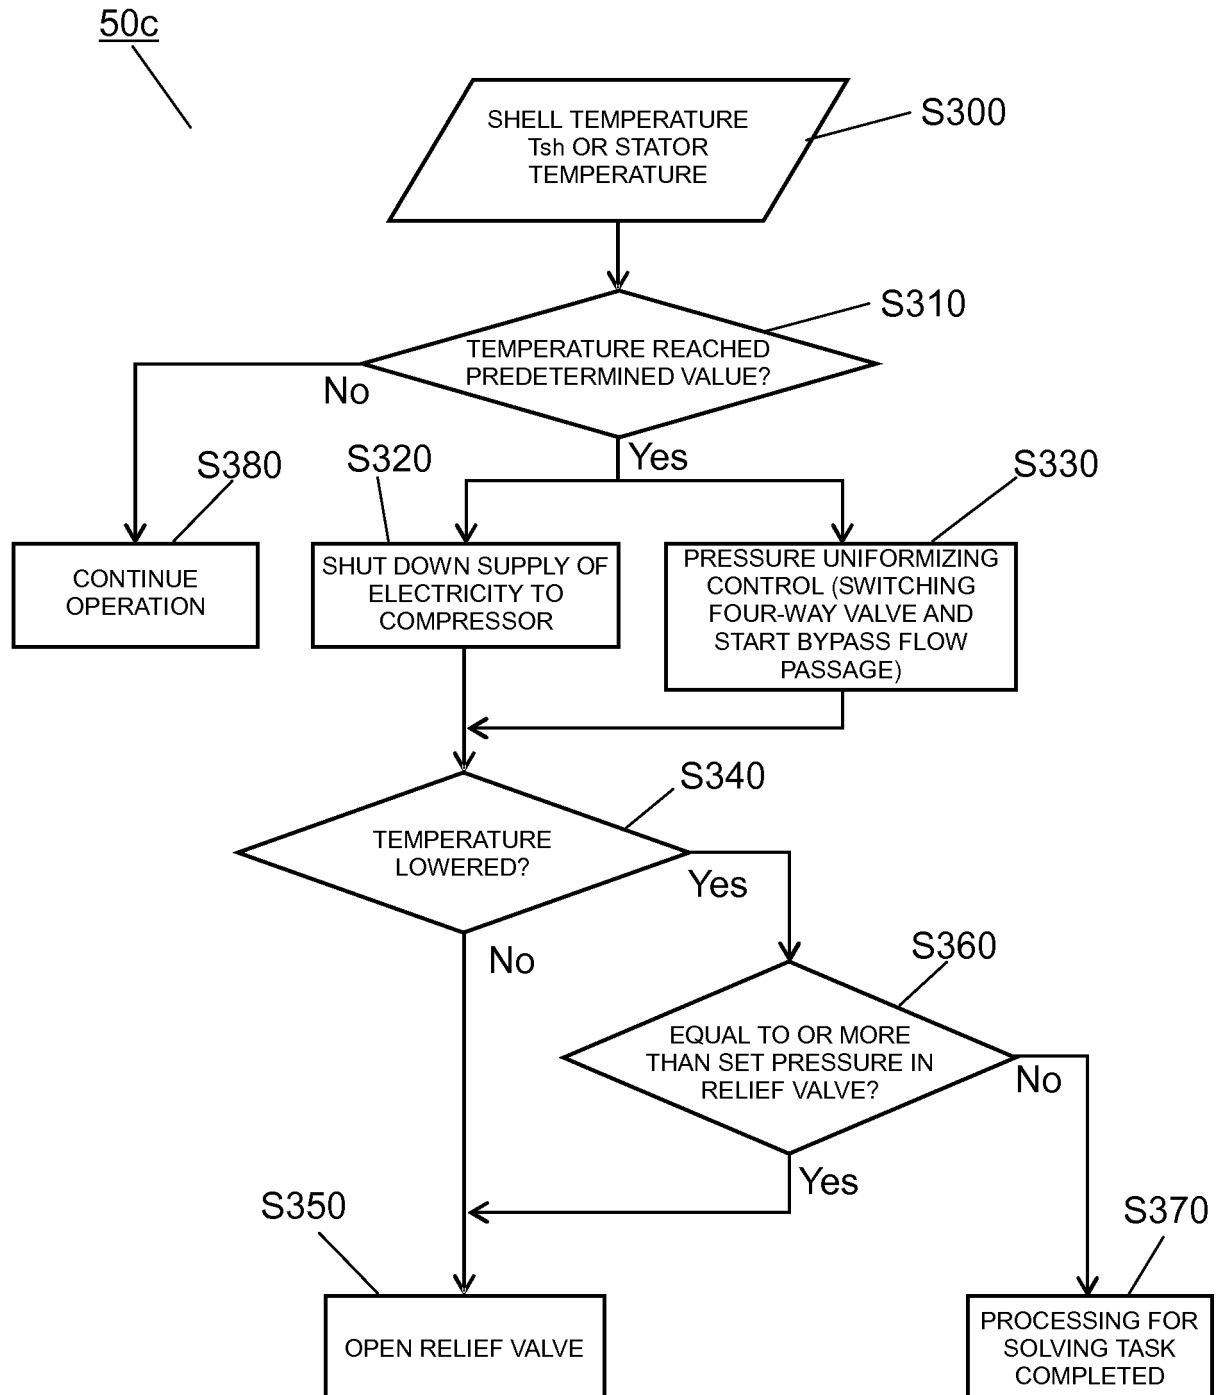 50c
SHELL TEMPERATURE
Tsh OR STATOR
TEMPERATURE
S300
S310
TEMPERATURE REACHED
PREDETERMINED VALUE?
No
Yes
S380
S320
S330
CONTINUE
OPERATION
SHUT DOWN SUPPLY OF
ELECTRICITY TO
COMPRESSOR
PRESSURE UNIFORMIZING
CONTROL (SWITCHING
FOUR-WAY VALVE AND
START BYPASS FLOW
PASSAGE)
S340
TEMPERATURE
LOWERED?
Yes
No
S360
EQUAL TO OR MORE
THAN SET PRESSURE IN
RELIEF VALVE?
No
Yes
S350
S370
OPEN RELIEF VALVE
PROCESSING FOR
SOLVING TASK
COMPLETED